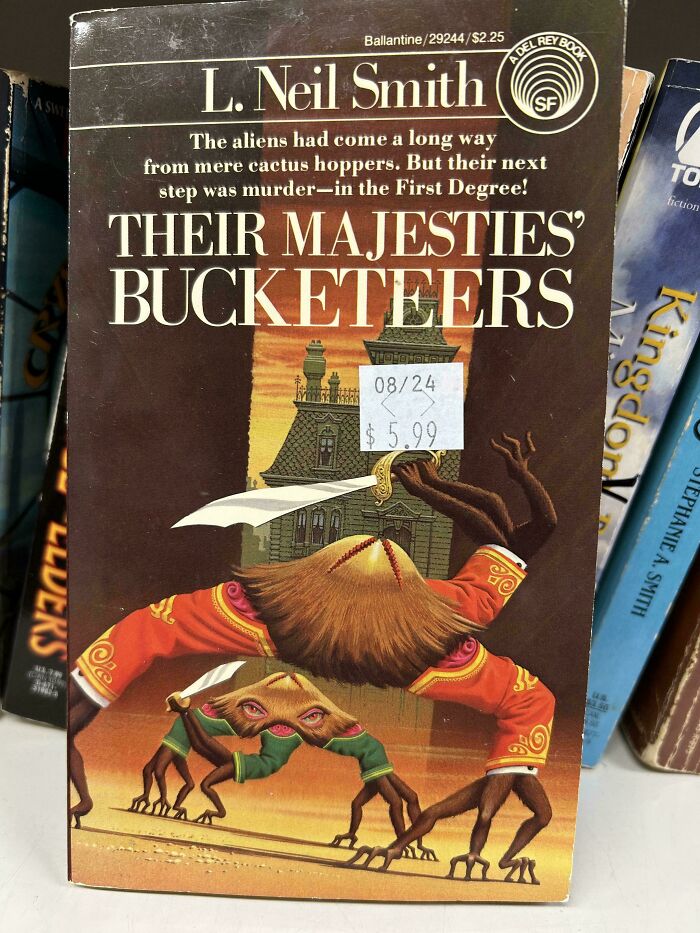 Ballantine/29244/$2.25
A DEL REY BOOK
SF
L. Neil Smith
The aliens had come a long way
from mere cactus hoppers. But their next
step was murder—in the First Degree!
THEIR MAJESTIES'
BUCKETEERS
08/24
$ 5.99
ELDERS
TO
fiction
Kingdom
STEPHANIE A. SMITH